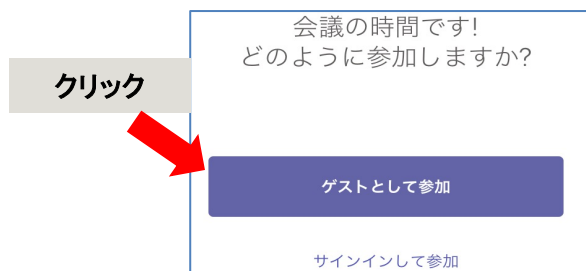 会議の時間です!
どのように参加しますか?
クリック
ゲストとして参加
サインインして参加